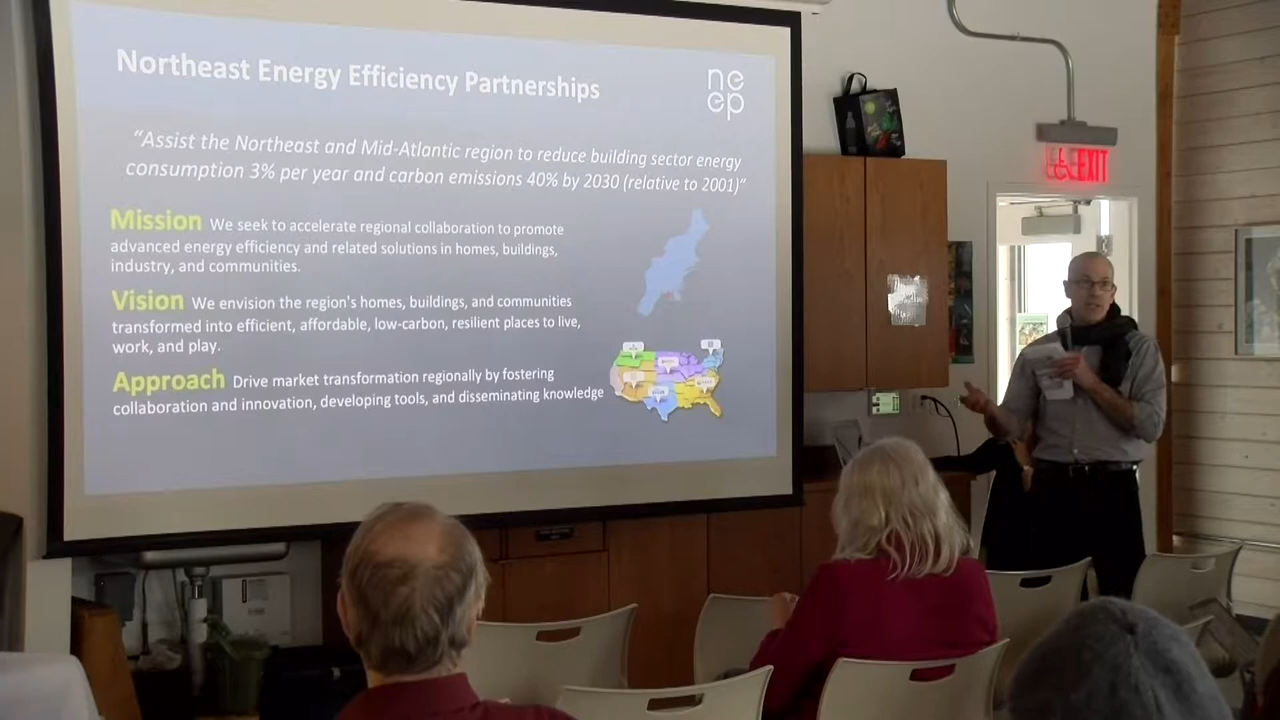 Northeast Energy Efficiency Partnerships
ne
ep
“Assist the Northeast and Mid-Atlantic region to reduce building sector energy
consumption 3% per year and carbon emissions 40% by 2030 (relative to 2001)”
Mission We seek to accelerate regional collaboration to promote
advanced energy efficiency and related solutions in homes, buildings,
industry, and communities.
Vision We envision the region's homes, buildings, and communities
transformed into efficient, affordable, low-carbon, resilient places to live,
work, and play.
Approach Drive market transformation regionally by fostering
collaboration and innovation, developing tools, and disseminating knowledge
EXIT